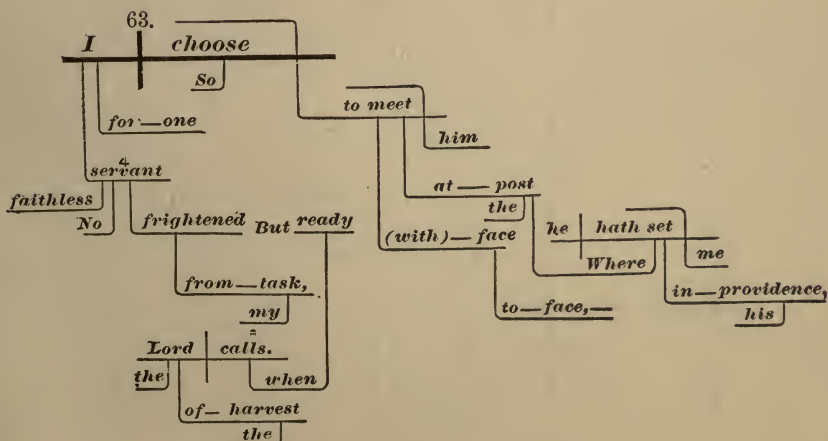 63.
I choose
So
to meet
for—one
him
4
servant
at—post
faithless
the
No
frightened
But ready
(with)—face
he hath set
Where
me
from—task,
in—providence,
my
to—face,—
his
Lord calls.
the
when
of—harvest
the